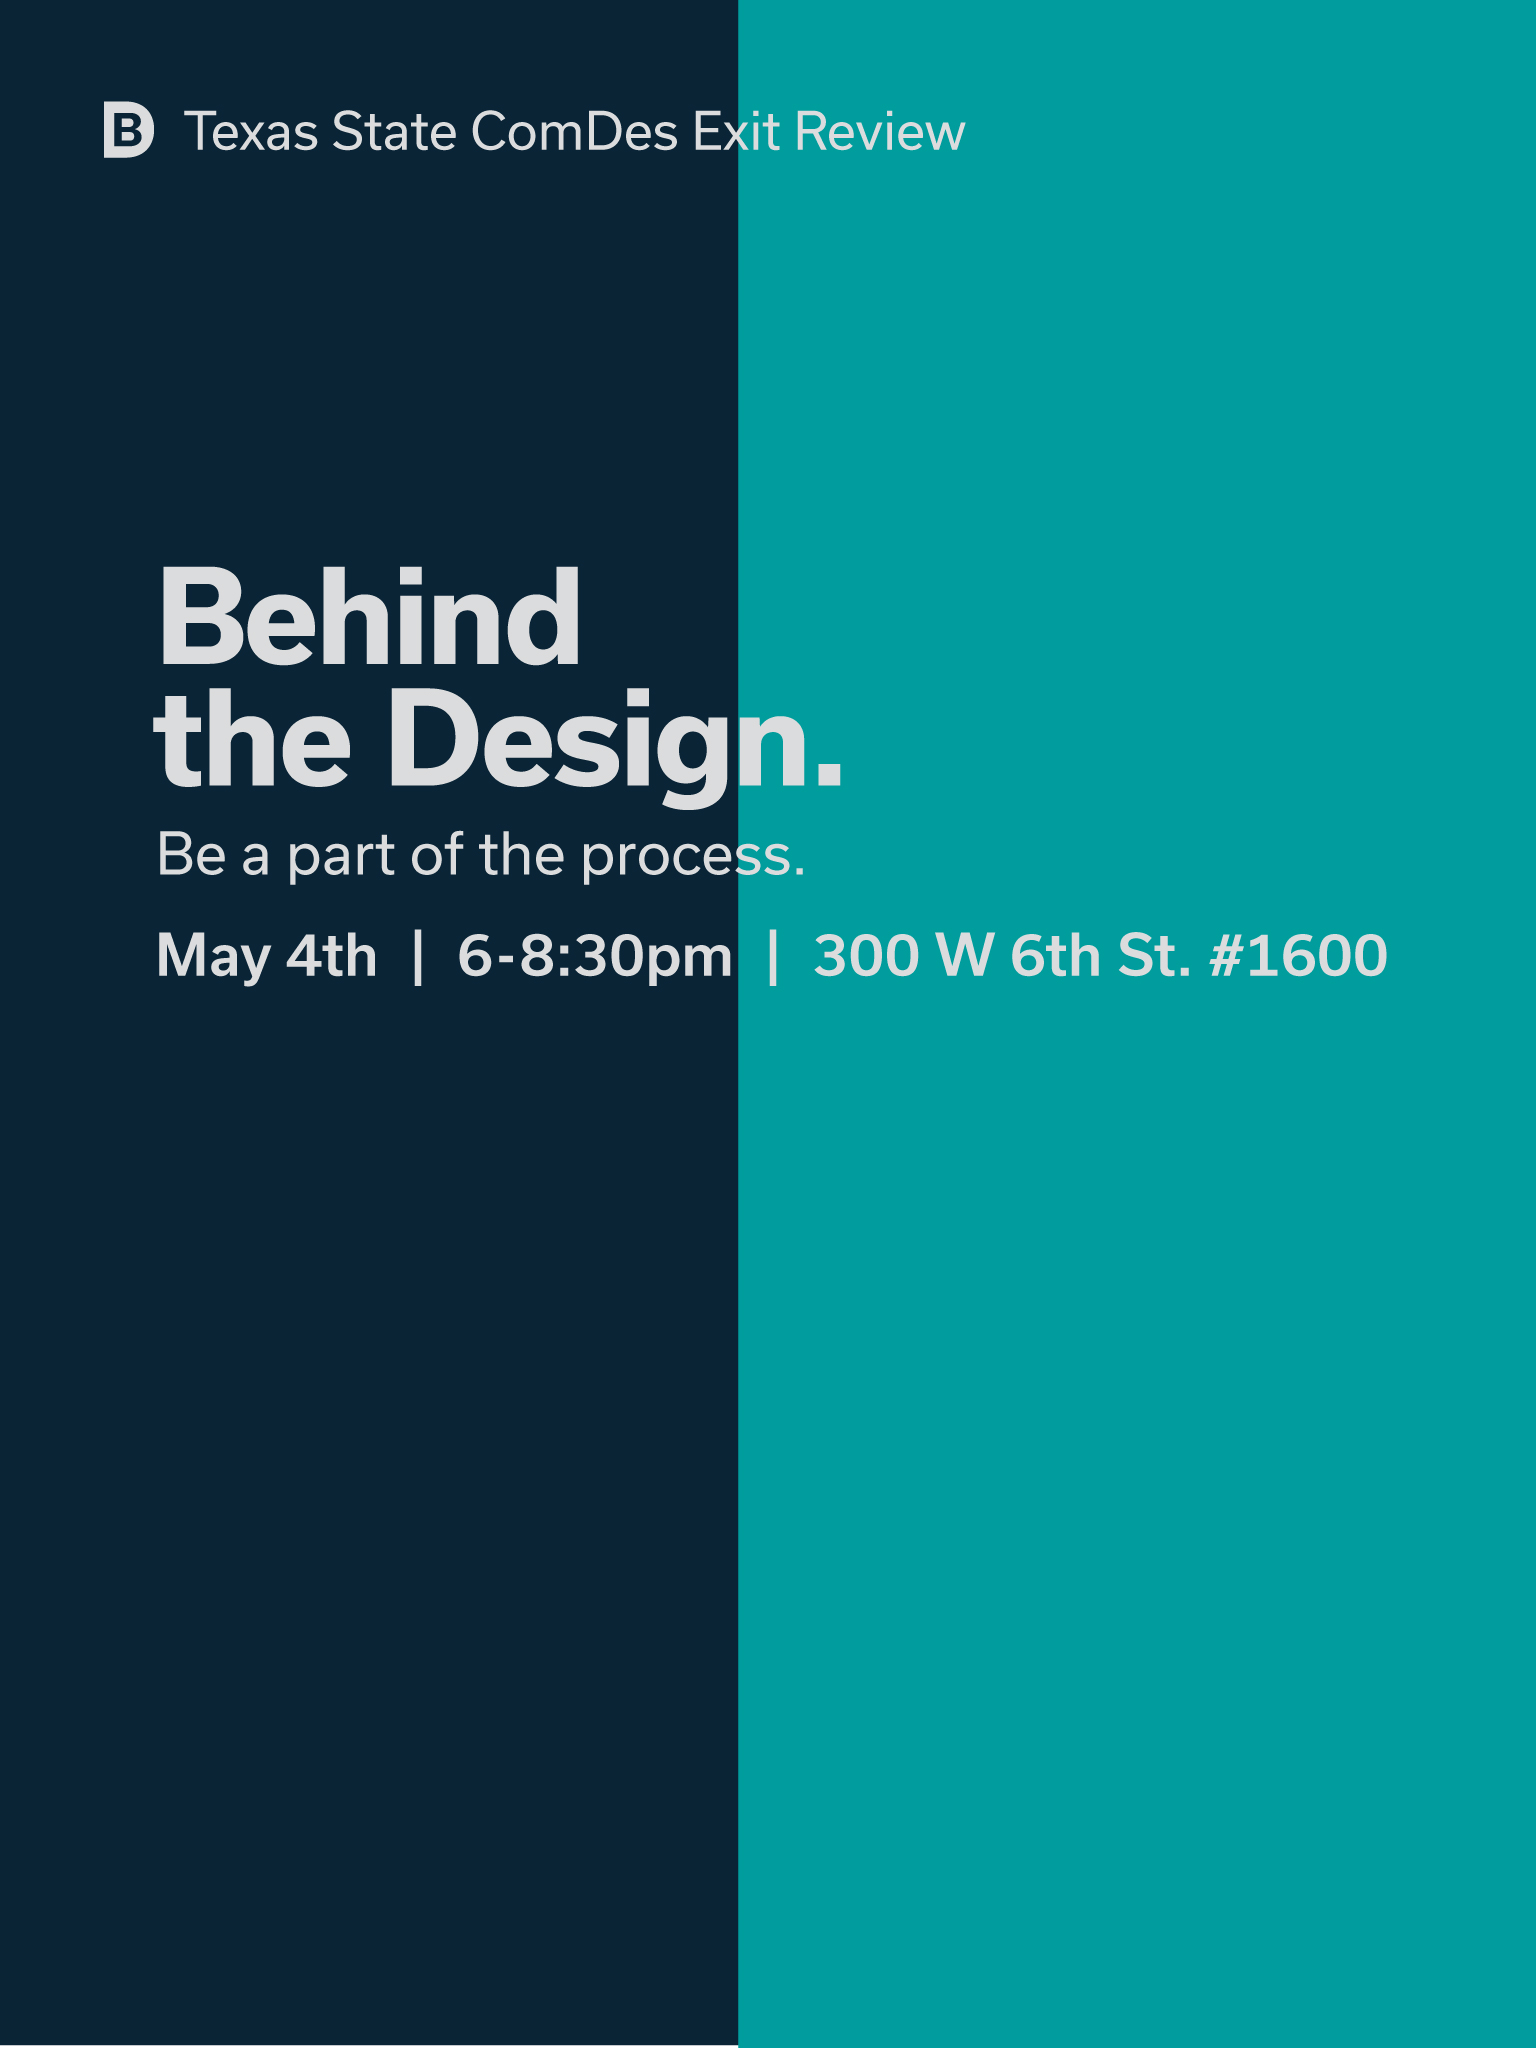 DB Texas State ComDes Exit Review
Behind
the Design.
Be a part of the process.
May 4th | 6-8:30pm | 300 W 6th St. #1600